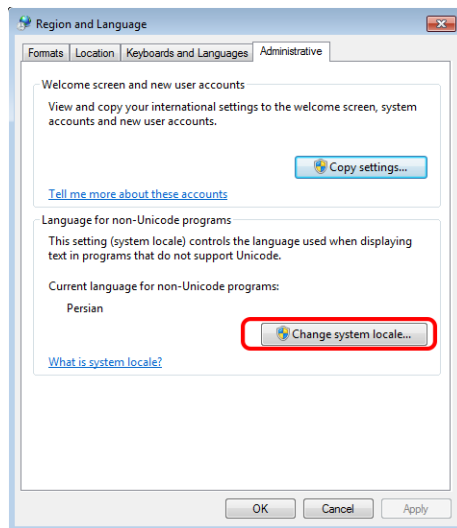 Region and Language
Formats Location Keyboards and Languages Administrative
Welcome screen and new user accounts
View and copy your international settings to the welcome screen, system
accounts and new user accounts.
Copy settings...
Tell me more about these accounts
Language for non-Unicode programs
This setting (system locale) controls the language used when displaying
text in programs that do not support Unicode.
Current language for non-Unicode programs:
Persian
Change system locale...
What is system locale?
OK Cancel Apply